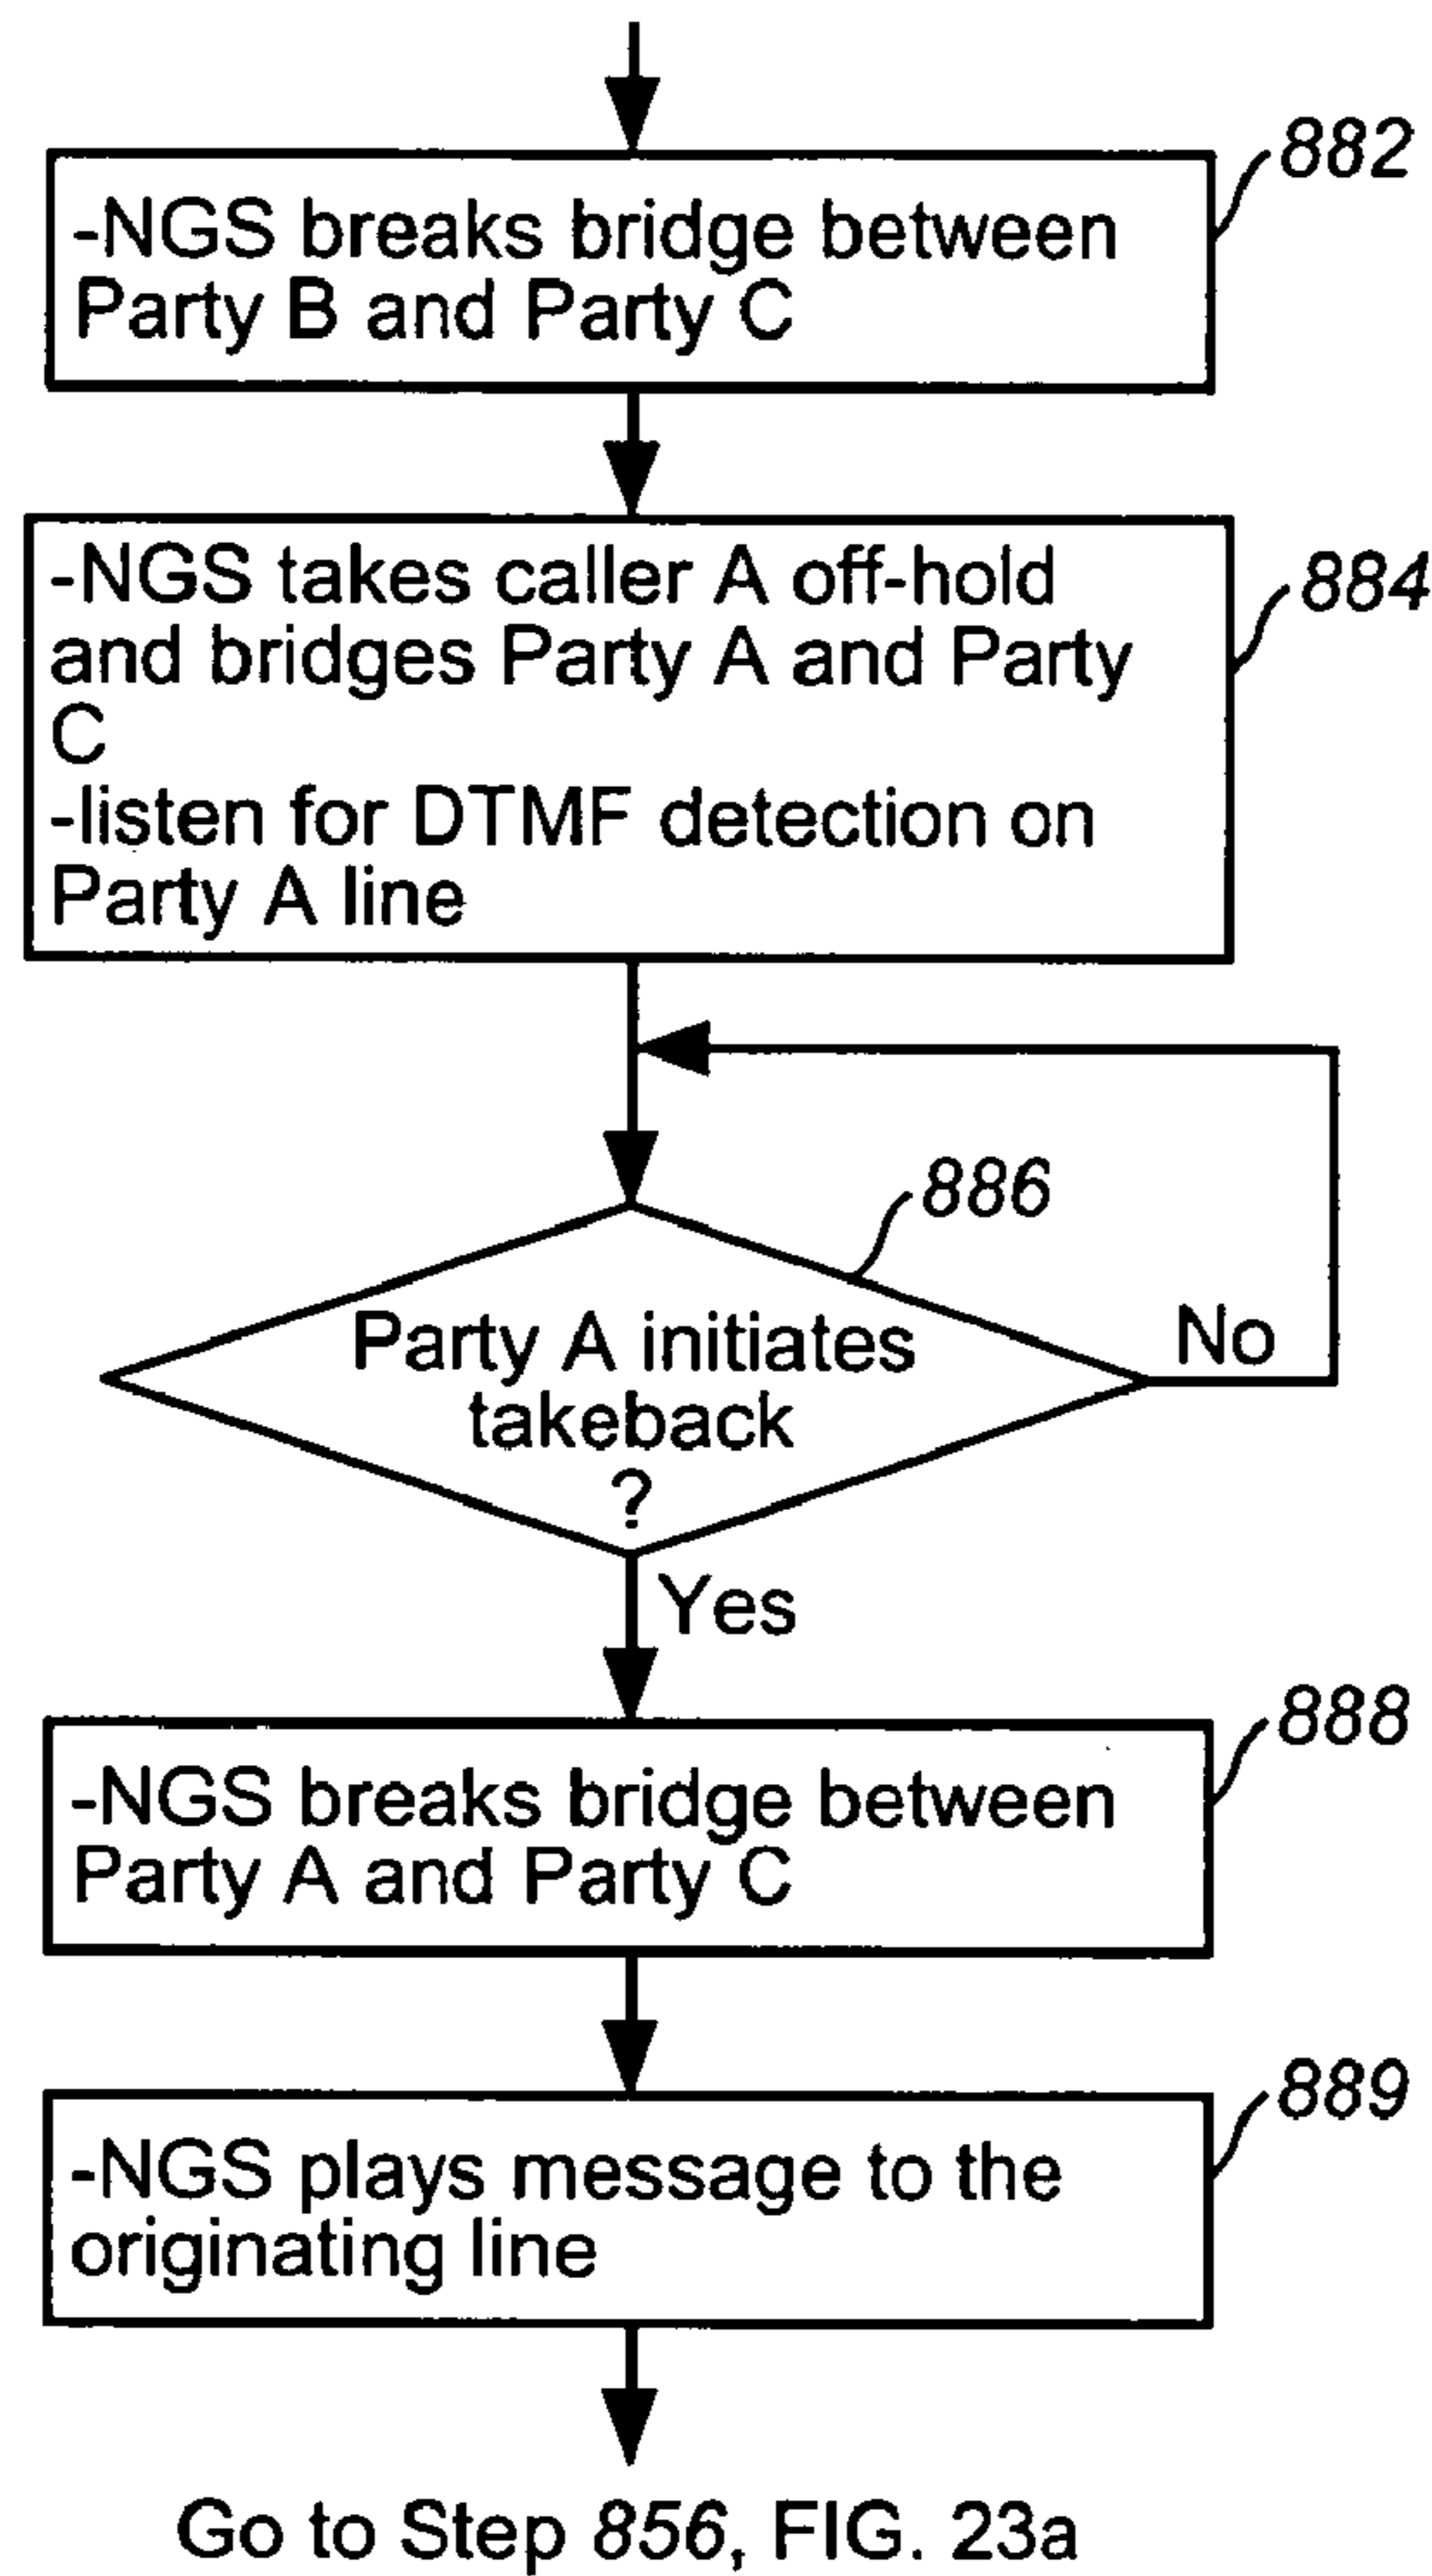 882
-NGS breaks bridge between
Party B and Party C
884
-NGS takes caller A off-hold
and bridges Party A and Party
C
-listen for DTMF detection on
Party A line
886
Party A initiates
takeback
?
No
Yes
888
-NGS breaks bridge between
Party A and Party C
889
-NGS plays message to the
originating line
Go to Step 856, FIG. 23a